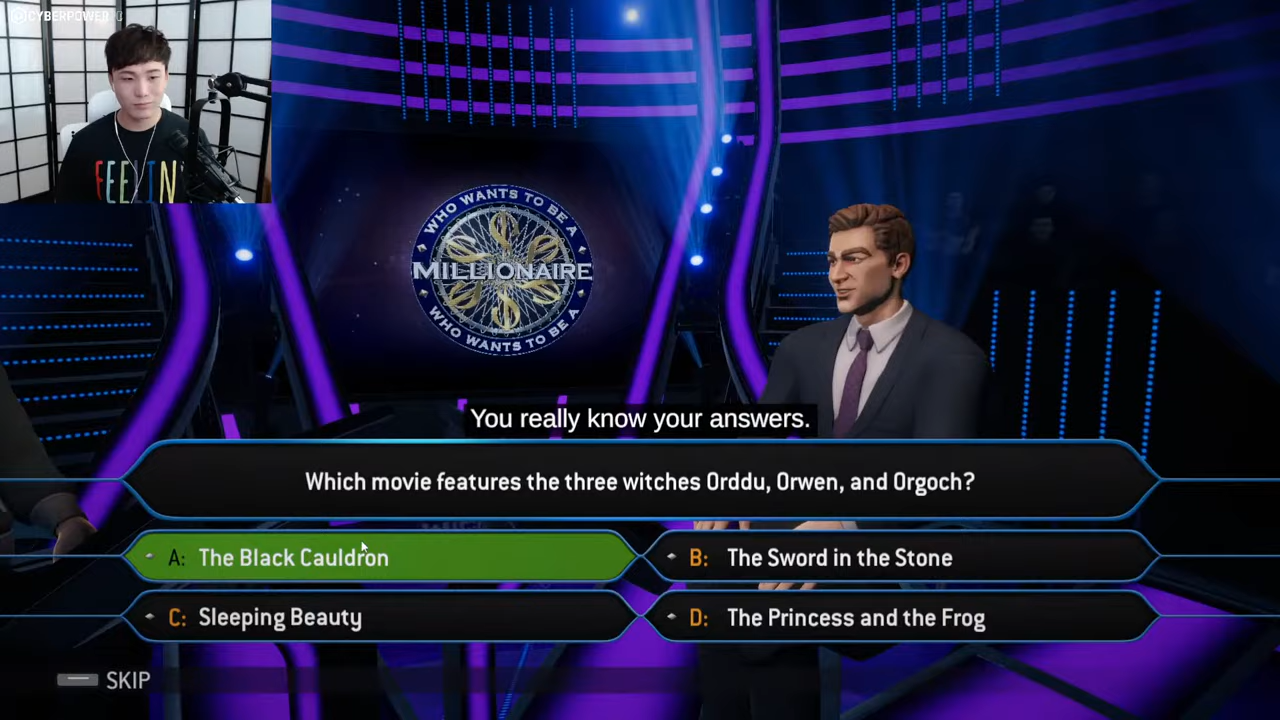 CYBERPOWER
FEELIN
WHO WANTS TO BE A
MILLIONAIRE
WHO WANTS TO BE A
You really know your answers.
Which movie features the three witches Orddu, Orwen, and Orgoch?
A: The Black Cauldron
B: The Sword in the Stone
C: Sleeping Beauty
D: The Princess and the Frog
SKIP